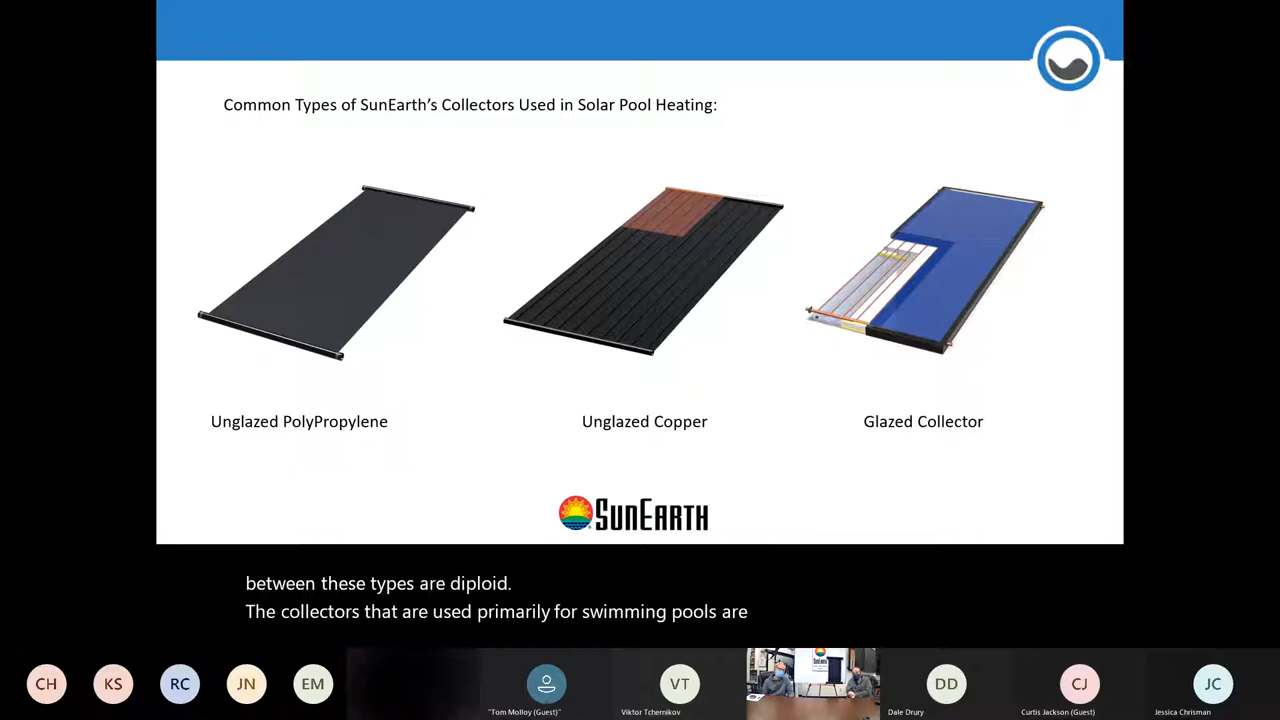 Common Types of SunEarth's Collectors Used in Solar Pool Heating:
Unglazed PolyPropylene
Unglazed Copper
Glazed Collector
SUNEARTH
between these types are diploid.
The collectors that are used primarily for swimming pools are
CH
KS
RC
JN
EM
VT
DD
CJ
JC
"Tom Molloy (Guest)"
Viktor Tchernikov
Dale Drury
Curtis Jackson (Guest)
Jessica Chrisman